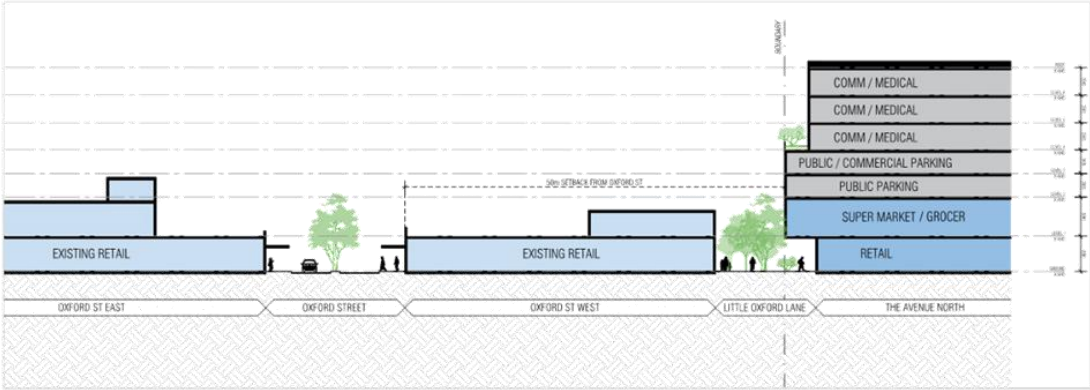 BOUNDARY
COMM / MEDICAL
COMM / MEDICAL
COMM / MEDICAL
PUBLIC / COMMERCIAL PARKING
PUBLIC PARKING
50m SETBACK FROM OXFORD ST
SUPER MARKET / GROCER
EXISTING RETAIL
EXISTING RETAIL
RETAIL
OXFORD ST EAST
OXFORD STREET
OXFORD ST WEST
LITTLE OXFORD LANE
THE AVENUE NORTH